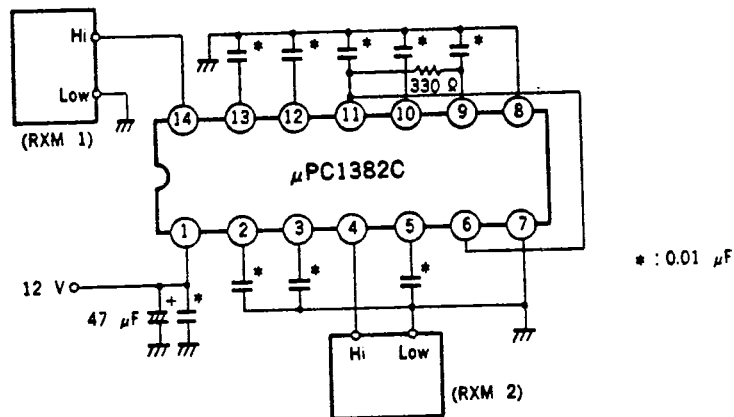 Hi
* * * * *
Low
330 Ω
(RXM 1)
14 13 12 11 10 9 8
μPC1382C
1 2 3 4 5 6 7
* * *
* : 0.01 μF
12 V
+ *
47 μF
Hi Low
(RXM 2)